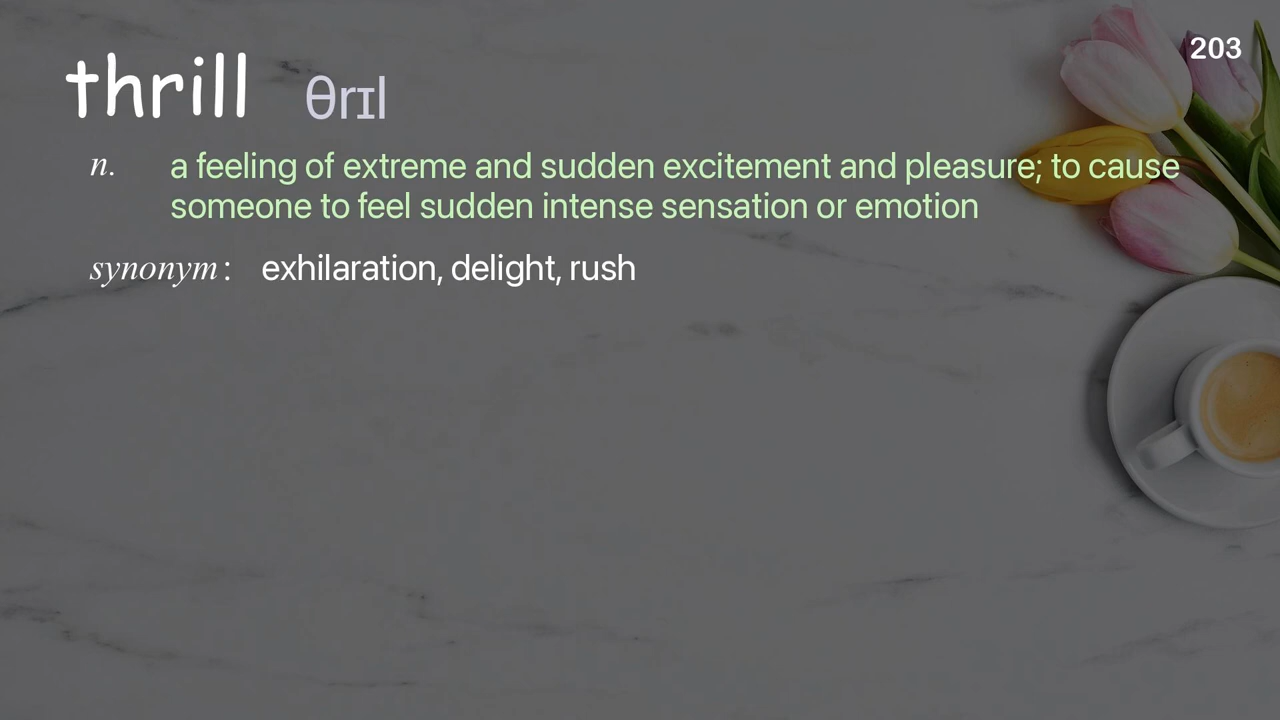 203
thrill θrɪl
n. a feeling of extreme and sudden excitement and pleasure; to cause
someone to feel sudden intense sensation or emotion
synonym: exhilaration, delight, rush